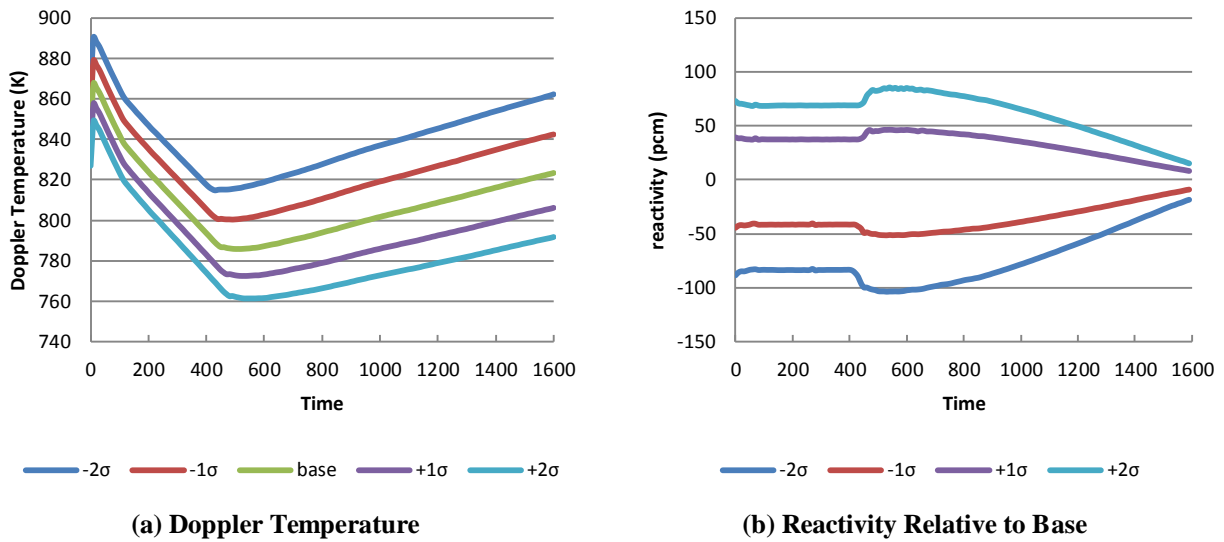 900
880
860
840
820
800
780
760
740
Doppler Temperature (K)
0 200 400 600 800 1000 1200 1400 1600
Time
-2σ -1σ base +1σ +2σ
(a) Doppler Temperature
150
100
50
0
-50
-100
-150
reactivity (pcm)
0 200 400 600 800 1000 1200 1400 1600
Time
-2σ -1σ +1σ +2σ
(b) Reactivity Relative to Base